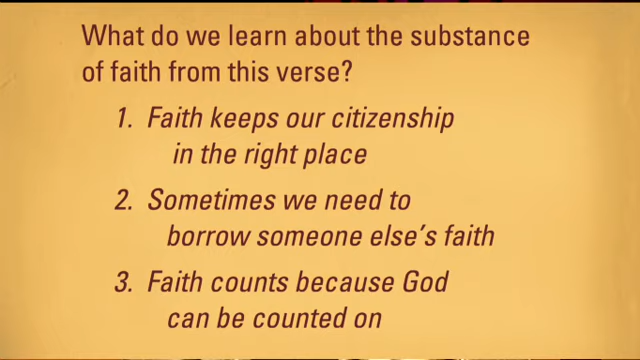 What do we learn about the substance
of faith from this verse?
1. Faith keeps our citizenship
in the right place
2. Sometimes we need to
borrow someone else's faith
3. Faith counts because God
can be counted on